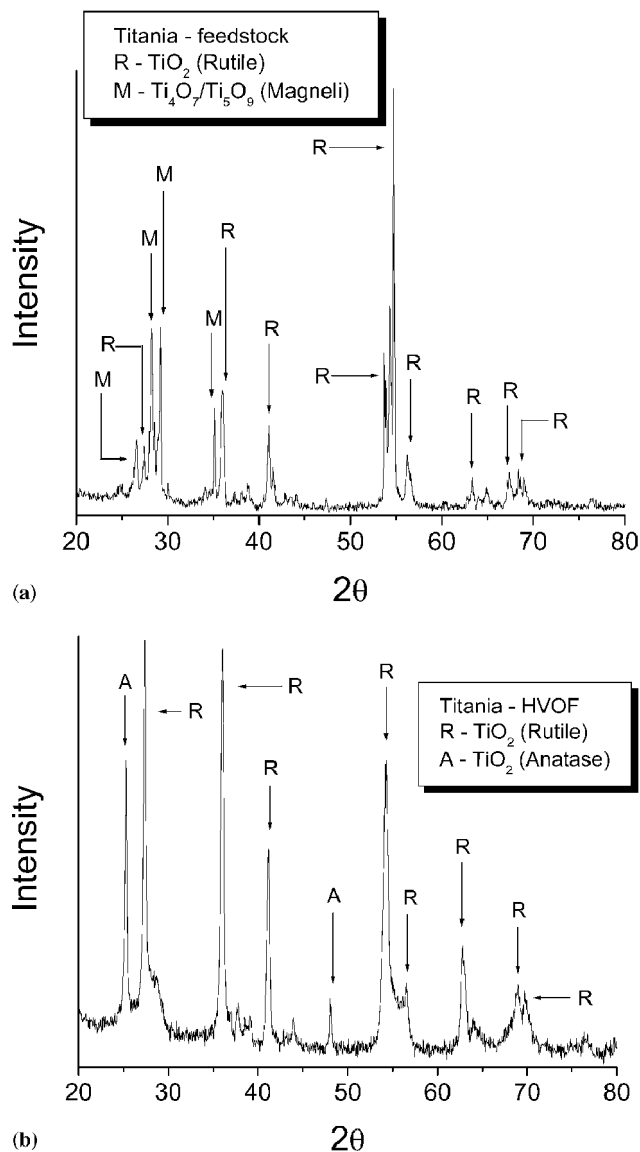 Titania - feedstock
R - TiO₂ (Rutile)
M - Ti₄O₇/Ti₅O₉ (Magneli)
R
M
M
R
R
M
R
M
R
R
R
R
R
Intensity
20 30 40 50 60 70 80
2θ
(a)
Titania - HVOF
R - TiO₂ (Rutile)
A - TiO₂ (Anatase)
A
R
R
R
R
A
R
R
R
R
Intensity
20 30 40 50 60 70 80
2θ
(b)